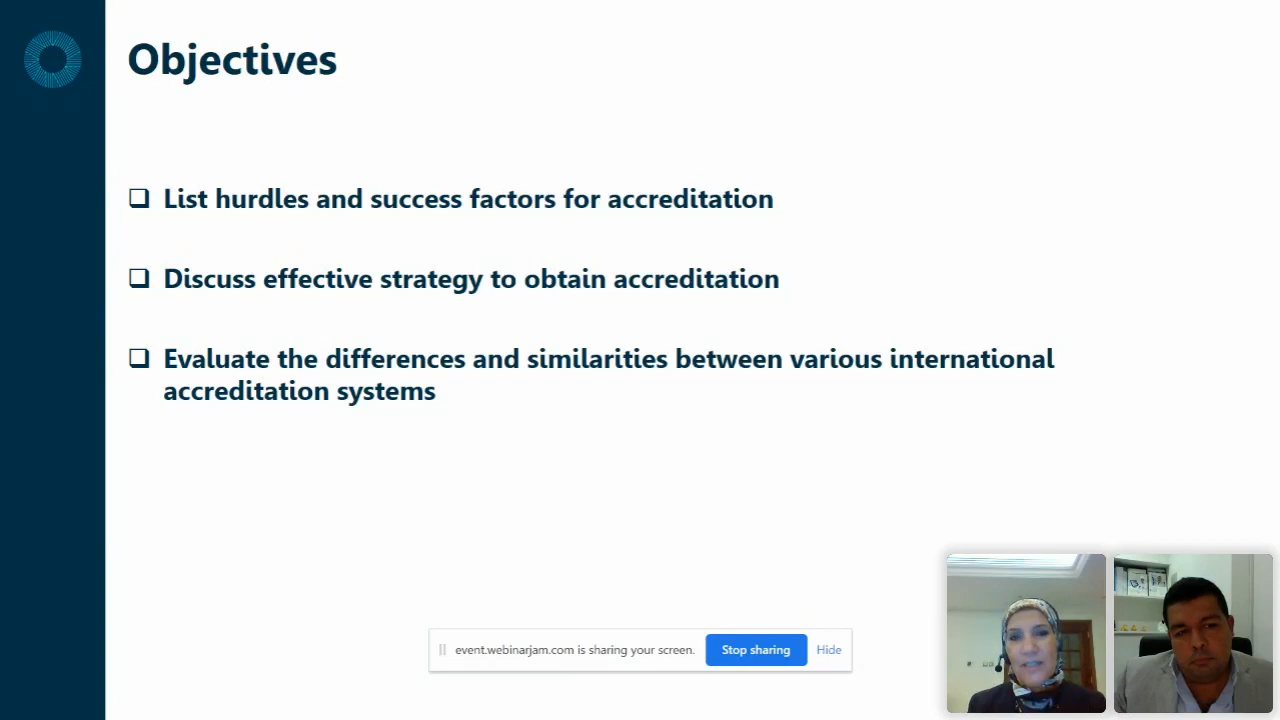 Objectives
❑ List hurdles and success factors for accreditation
❑ Discuss effective strategy to obtain accreditation
❑ Evaluate the differences and similarities between various international
accreditation systems
event.webinarjam.com is sharing your screen. Stop sharing Hide